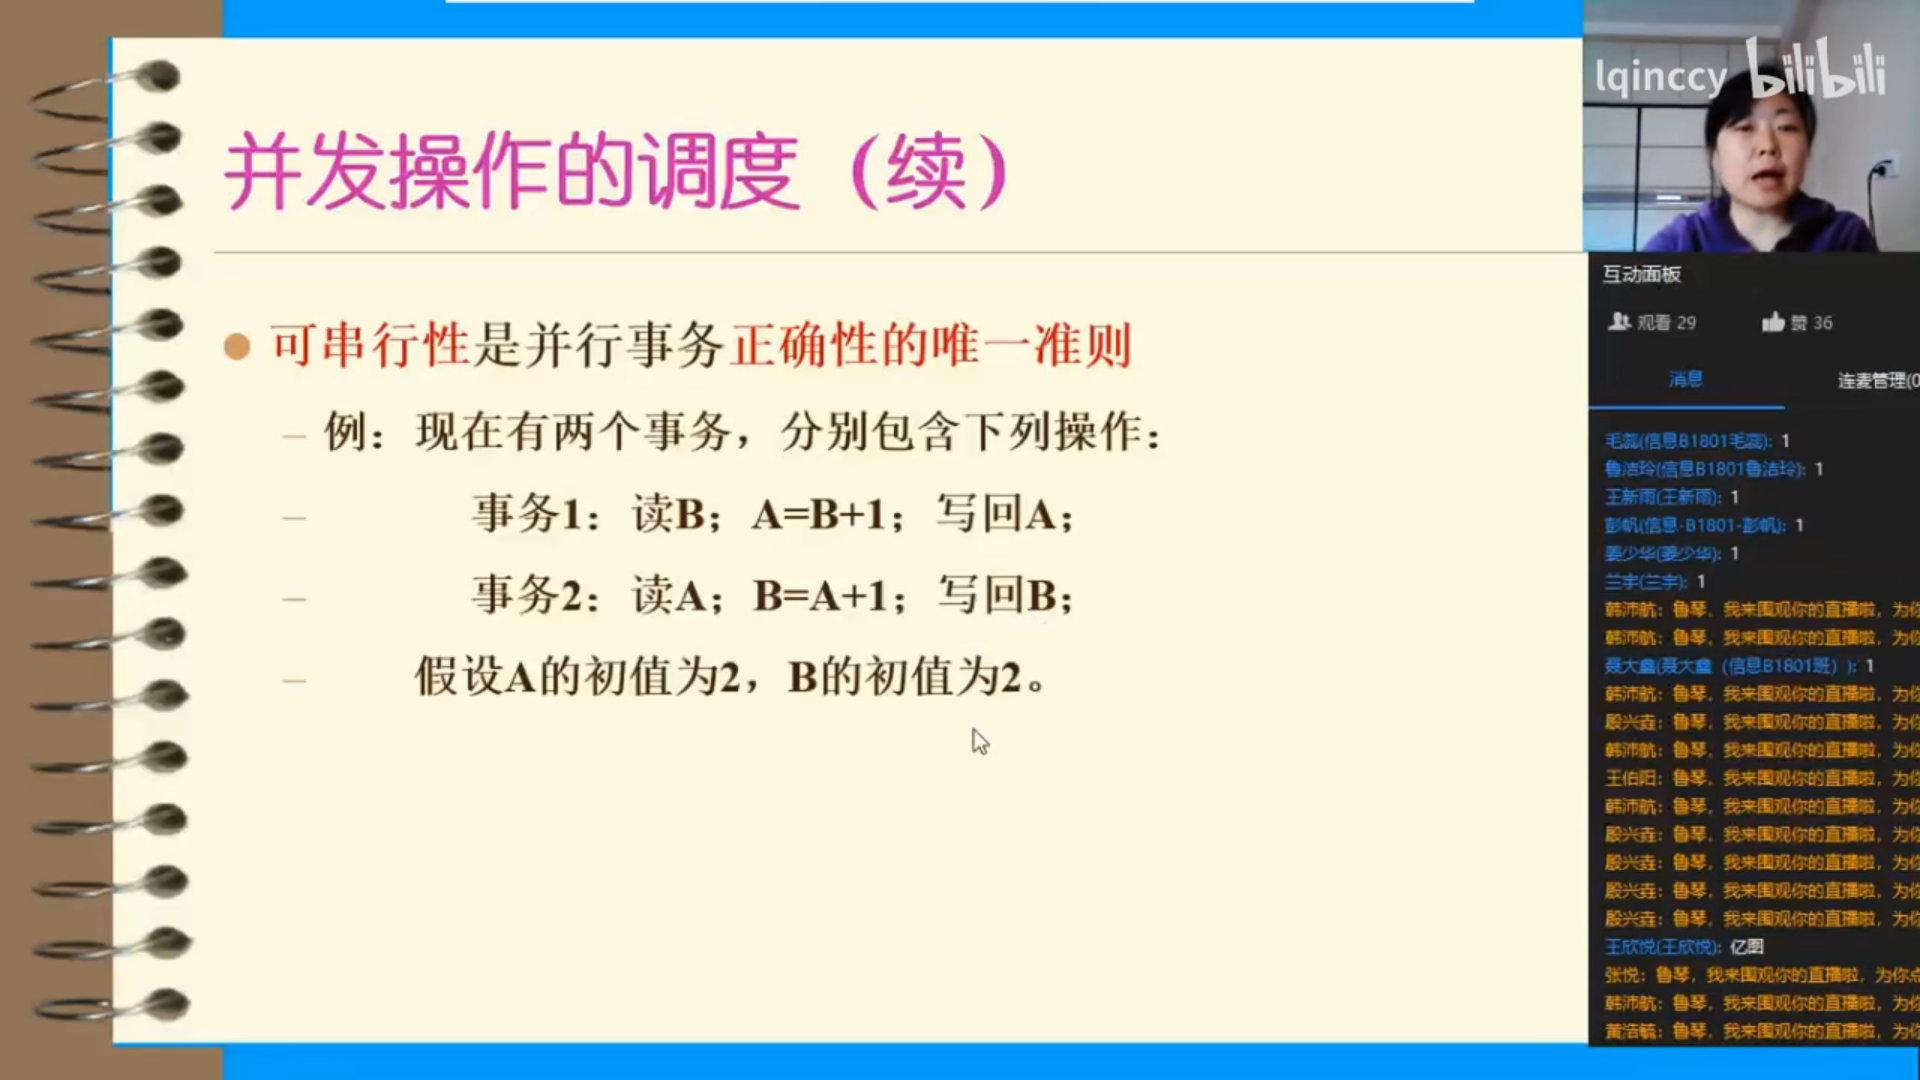 并发操作的调度（续）
可串行性是并行事务正确性的唯一准则
– 例：现在有两个事务，分别包含下列操作：
– 事务1：读B；A=B+1；写回A；
– 事务2：读A；B=A+1；写回B；
– 假设A的初值为2，B的初值为2。
lqinccy bilibili
互动面板
观看 29 赞 36
消息 连麦管理(0
毛蕊(信息B1801毛蕊): 1
鲁洁玲(信息B1801鲁洁玲): 1
王新雨(王新雨): 1
彭帆(信息-B1801-彭帆): 1
姜少华(姜少华): 1
兰宇(兰宇): 1
韩沛航: 鲁琴，我来围观你的直播啦，为你
韩沛航: 鲁琴，我来围观你的直播啦，为你
聂大鑫(聂大鑫（信息B1801班）): 1
韩沛航: 鲁琴，我来围观你的直播啦，为你
殷兴垚: 鲁琴，我来围观你的直播啦，为你
韩沛航: 鲁琴，我来围观你的直播啦，为你
王伯阳: 鲁琴，我来围观你的直播啦，为你
韩沛航: 鲁琴，我来围观你的直播啦，为你
殷兴垚: 鲁琴，我来围观你的直播啦，为你
殷兴垚: 鲁琴，我来围观你的直播啦，为你
殷兴垚: 鲁琴，我来围观你的直播啦，为你
殷兴垚: 鲁琴，我来围观你的直播啦，为你
王欣悦(王欣悦): 亿图
张悦: 鲁琴，我来围观你的直播啦，为你点
韩沛航: 鲁琴，我来围观你的直播啦，为你
黄浩毓: 鲁琴，我来围观你的直播啦，为你